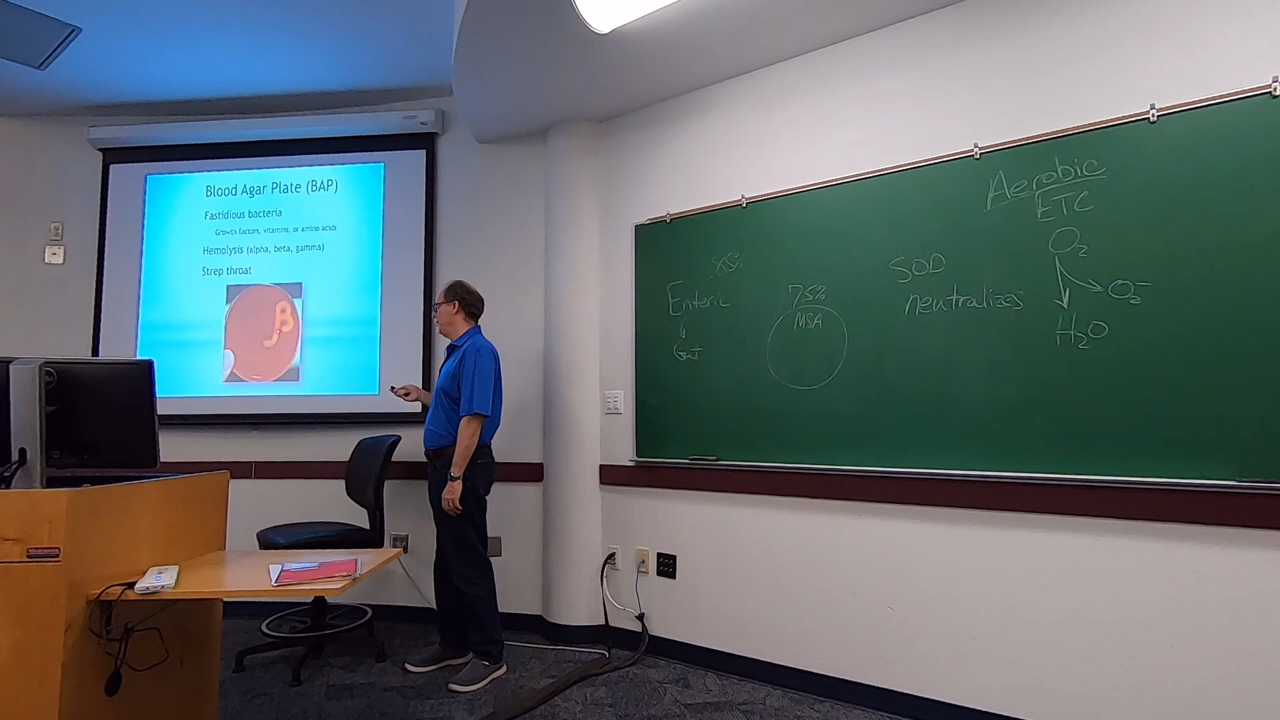 Blood Agar Plate (BAP)
Fastidious bacteria
Growth factors, vitamins, or amino acids
Hemolysis (alpha, beta, gamma)
Strep throat
β
.85%
Enteric
Gut
7.5%
MSA
SOD
neutralizes
Aerobic
ETC
O₂
O₂⁻
H₂O